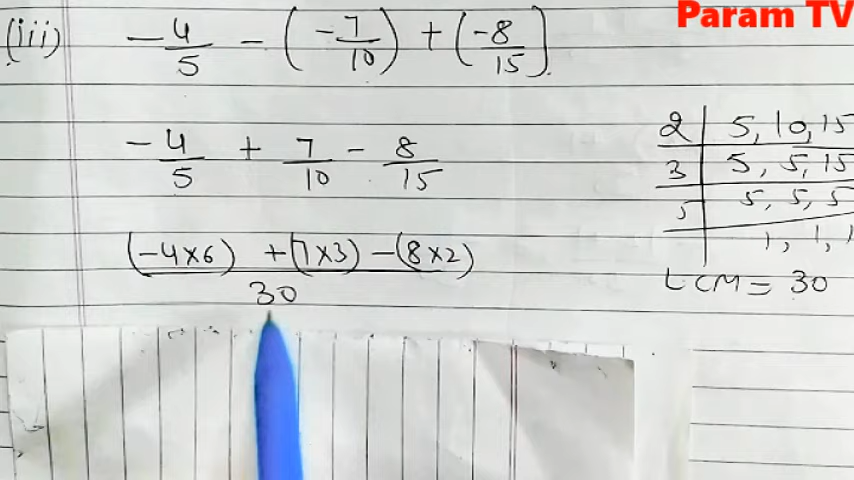 Param TV
(iii) -4/5 - (-7/10) + (-8/15)
-4/5 + 7/10 - 8/15
(-4×6) + (7×3) - (8×2)
30
2 | 5, 10, 15
3 | 5, 5, 15
5 | 5, 5, 5
1, 1, 1
LCM = 30